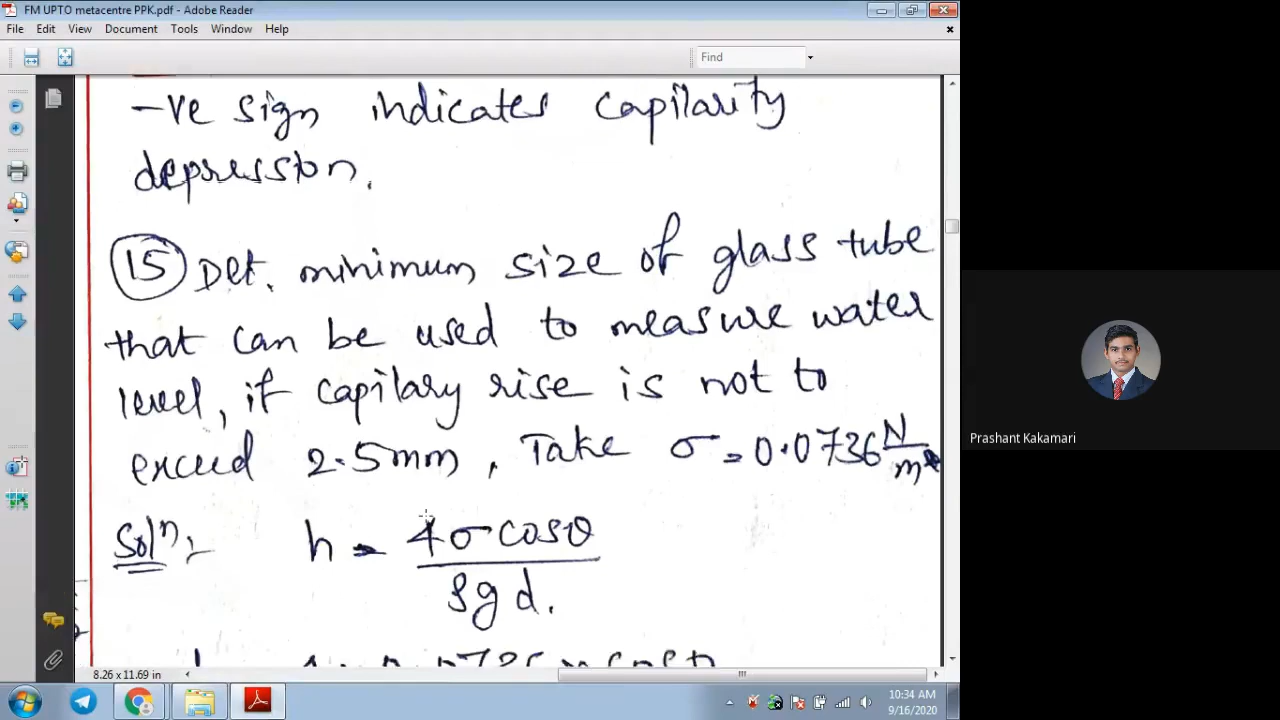 FM UPTO metacentre PPK.pdf - Adobe Reader
File Edit View Document Tools Window Help
Find
-ve sign indicates capilarity
depression.
15 Det. minimum size of glass tube
that can be used to measure water
level, if capilary rise is not to
exceed 2.5mm, Take σ = 0.0736 N/m
Soln:- h = 4σ cosθ / ρg d.
Prashant Kakamari
8.26 x 11.69 in
10:34 AM
9/16/2020